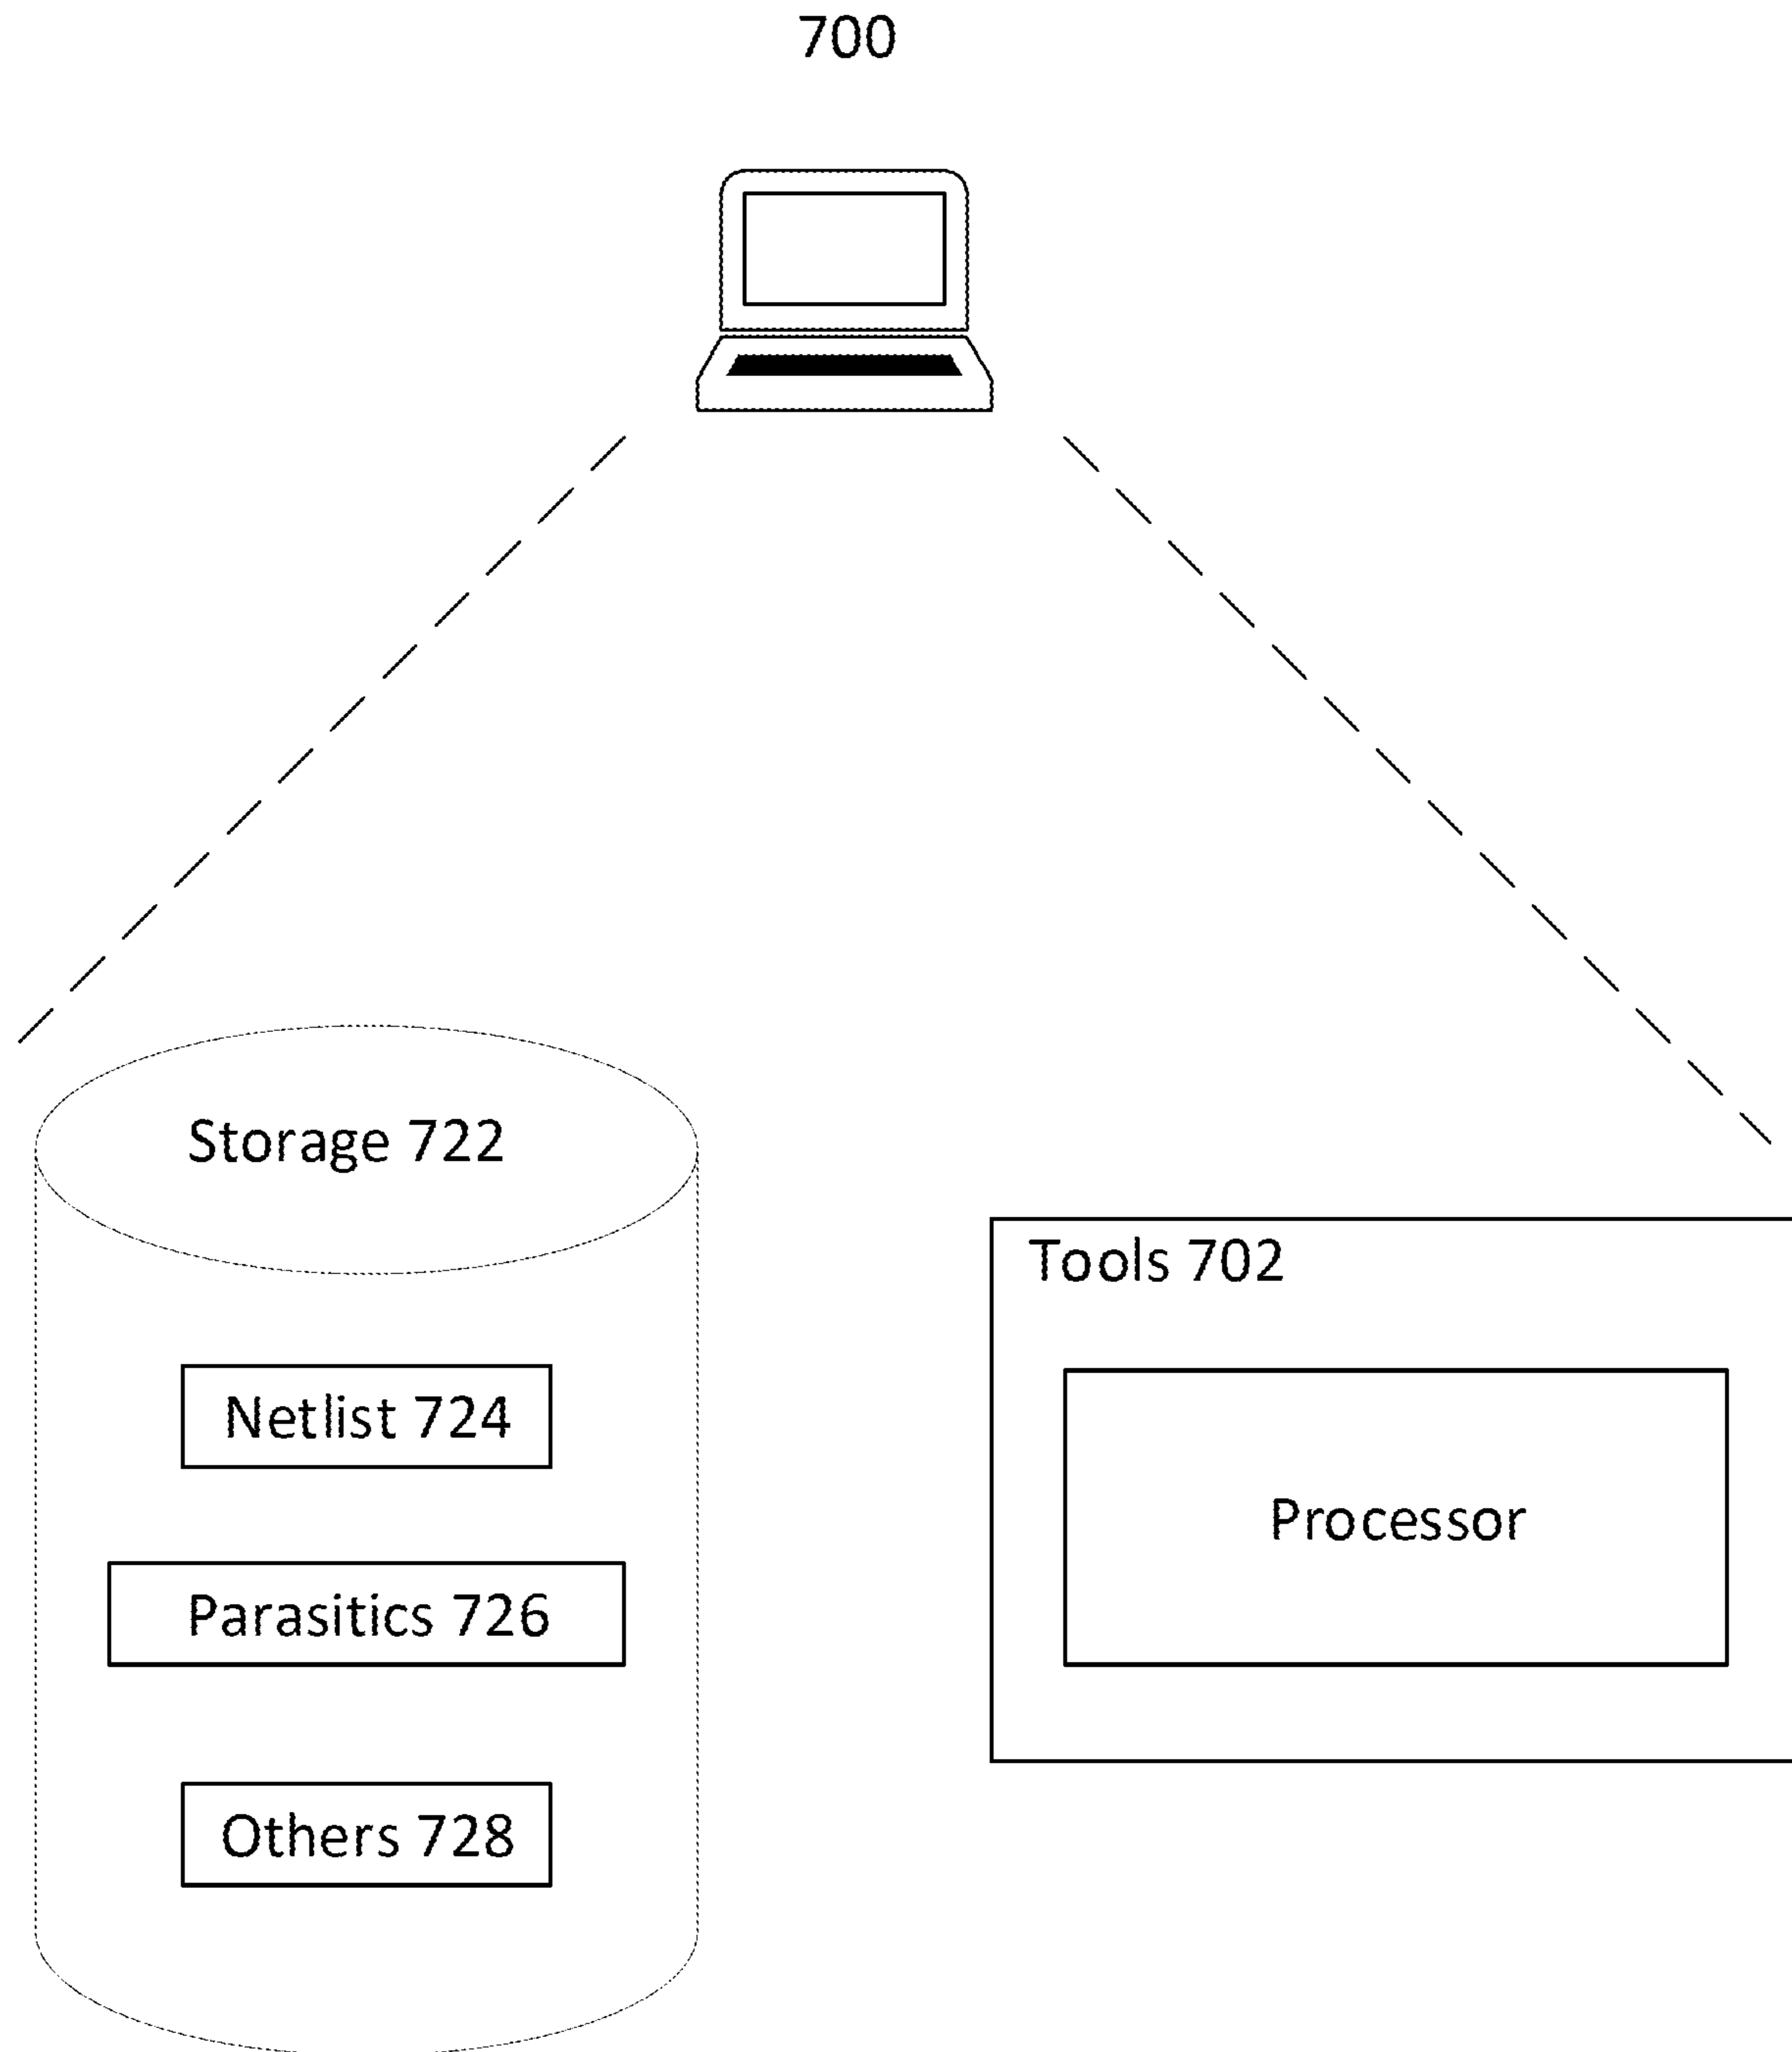 700
Storage 722
Tools 702
Netlist 724
Processor
Parasitics 726
Others 728